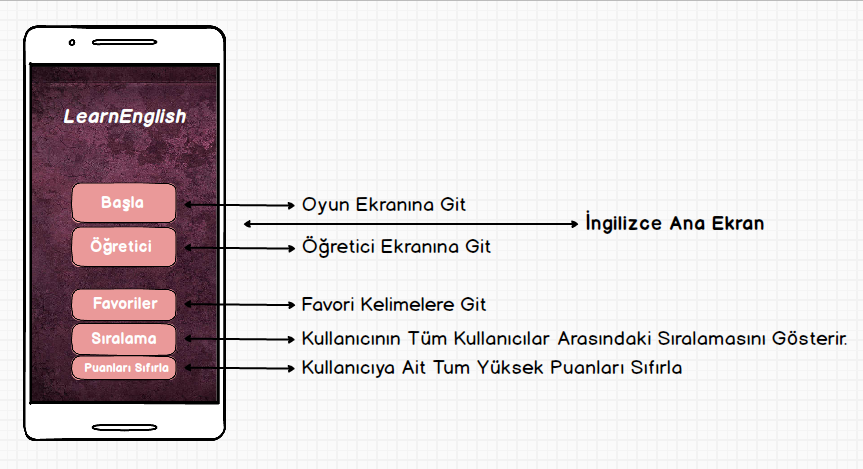 LearnEnglish
Başla
Oyun Ekranına Git
İngilizce Ana Ekran
Öğretici
Öğretici Ekranına Git
Favoriler
Favori Kelimelere Git
Sıralama
Kullanıcının Tüm Kullanıcılar Arasındaki Sıralamasını Gösterir.
Puanları Sıfırla
Kullanıcıya Ait Tum Yüksek Puanları Sıfırla